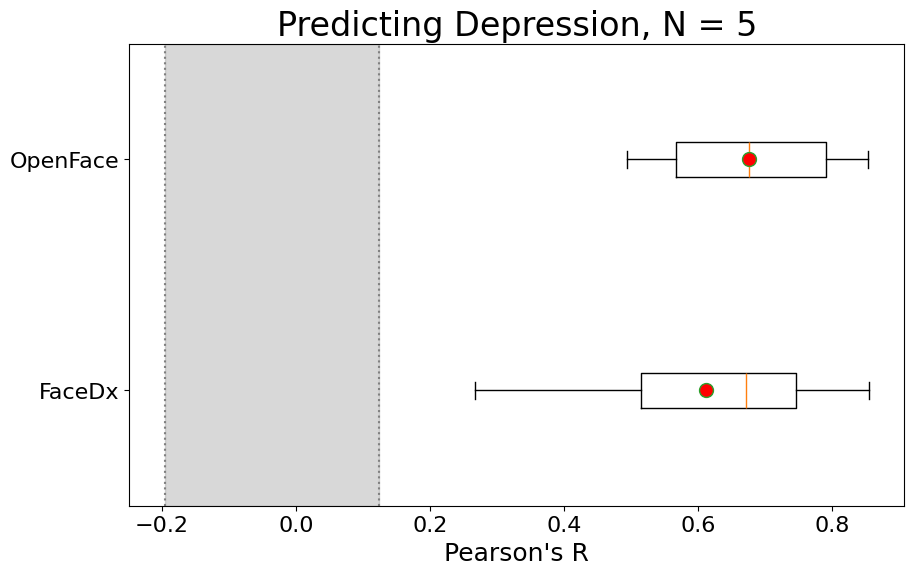 Predicting Depression, N = 5
OpenFace
FaceDx
−0.2 0.0 0.2 0.4 0.6 0.8
Pearson's R